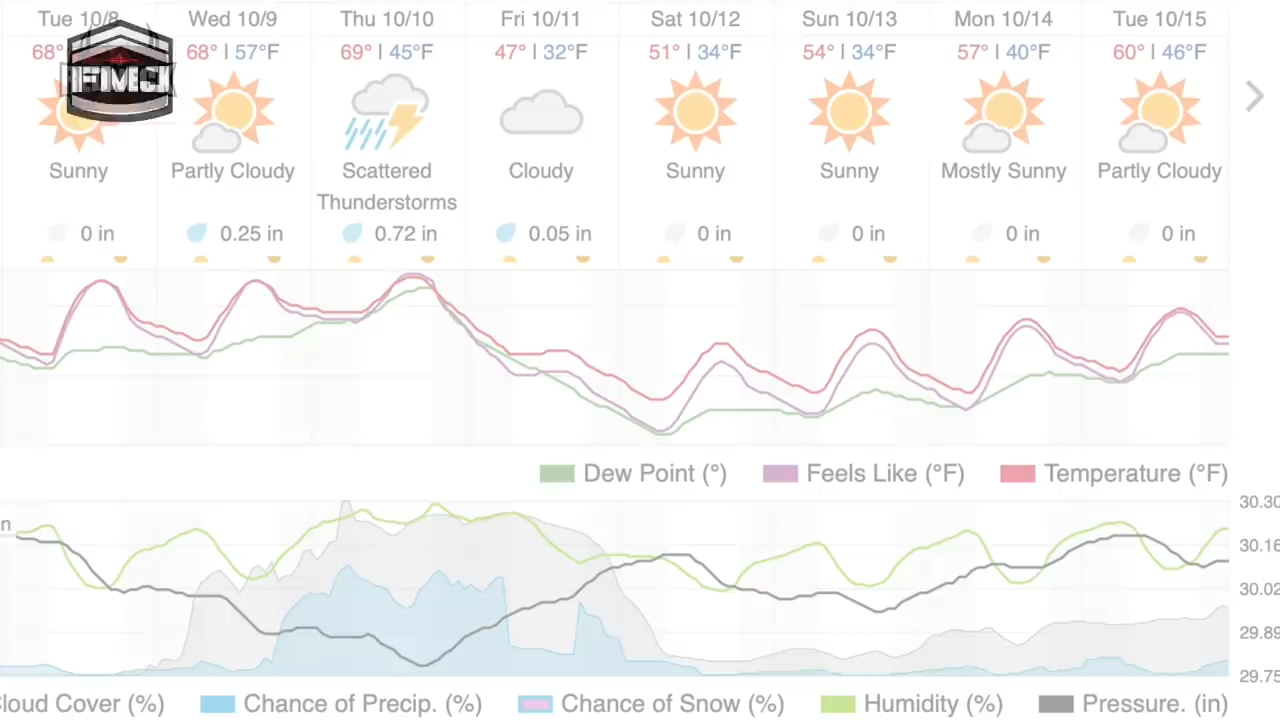 Tue 10/8 Wed 10/9 Thu 10/10 Fri 10/11 Sat 10/12 Sun 10/13 Mon 10/14 Tue 10/15
68° 68° | 57°F 69° | 45°F 47° | 32°F 51° | 34°F 54° | 34°F 57° | 40°F 60° | 46°F
Sunny Partly Cloudy Scattered Cloudy Sunny Sunny Mostly Sunny Partly Cloudy
Thunderstorms
0 in 0.25 in 0.72 in 0.05 in 0 in 0 in 0 in 0 in
Dew Point (°) Feels Like (°F) Temperature (°F)
30.30
n
30.16
30.02
29.89
29.75
Cloud Cover (%) Chance of Precip. (%) Chance of Snow (%) Humidity (%) Pressure. (in)